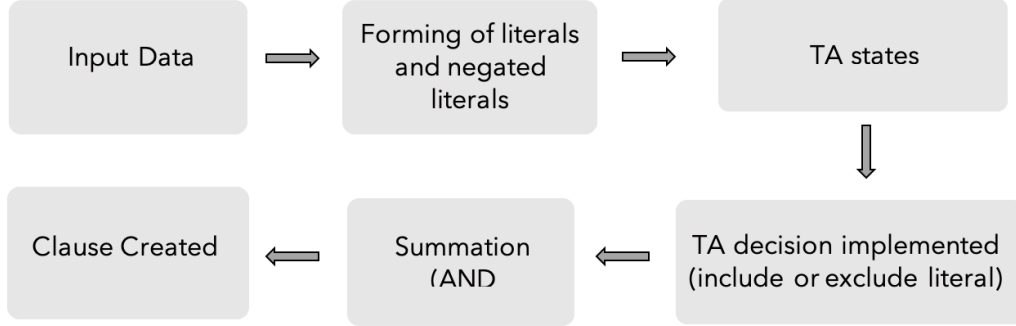 Input Data
Forming of literals
and negated
literals
TA states
TA decision implemented
(include or exclude literal)
Summation
(AND
Clause Created